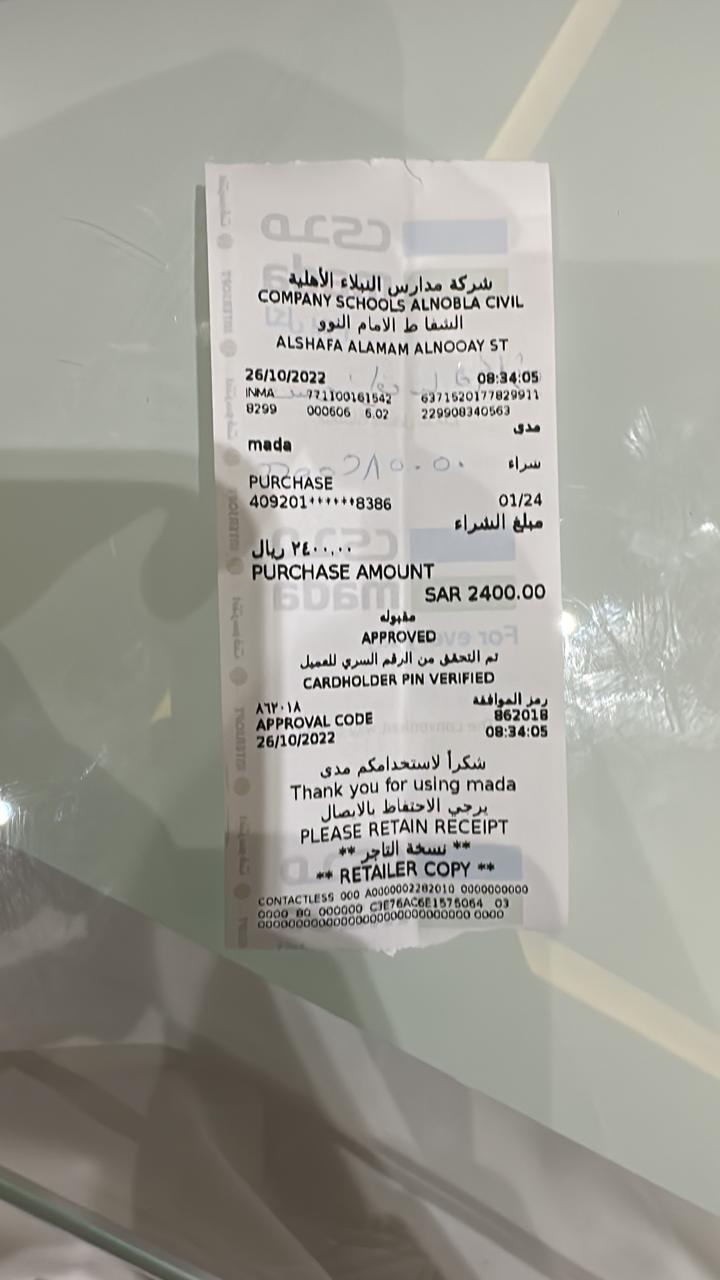 شركة مدارس النبلاء الأهلية
COMPANY SCHOOLS ALNOBLA CIVIL
الشفا ط الامام النوو
ALSHAFA ALAMAM ALNOOAY ST
26/10/2022 08:34:05
INMA 771100161542 6371520177829911
8299 000606 6.02 229908340563
مدى
mada
شراء
PURCHASE
409201******8386 01/24
مبلغ الشراء
٢٤٠٠,٠٠ ريال
PURCHASE AMOUNT
SAR 2400.00
مقبوله
APPROVED
تم التحقق من الرقم السري للعميل
CARDHOLDER PIN VERIFIED
رمز الموافقة
٨٦٢٠١٨
APPROVAL CODE 862018
26/10/2022 08:34:05
شكراً لاستخدامكم مدى
Thank you for using mada
يرجي الاحتفاظ بالايصال
PLEASE RETAIN RECEIPT
** نسخة التاجر **
** RETAILER COPY **
CONTACTLESS 000 A0000002282010 0000000000
0000 80 000000 C3E76AC6E1575064 03